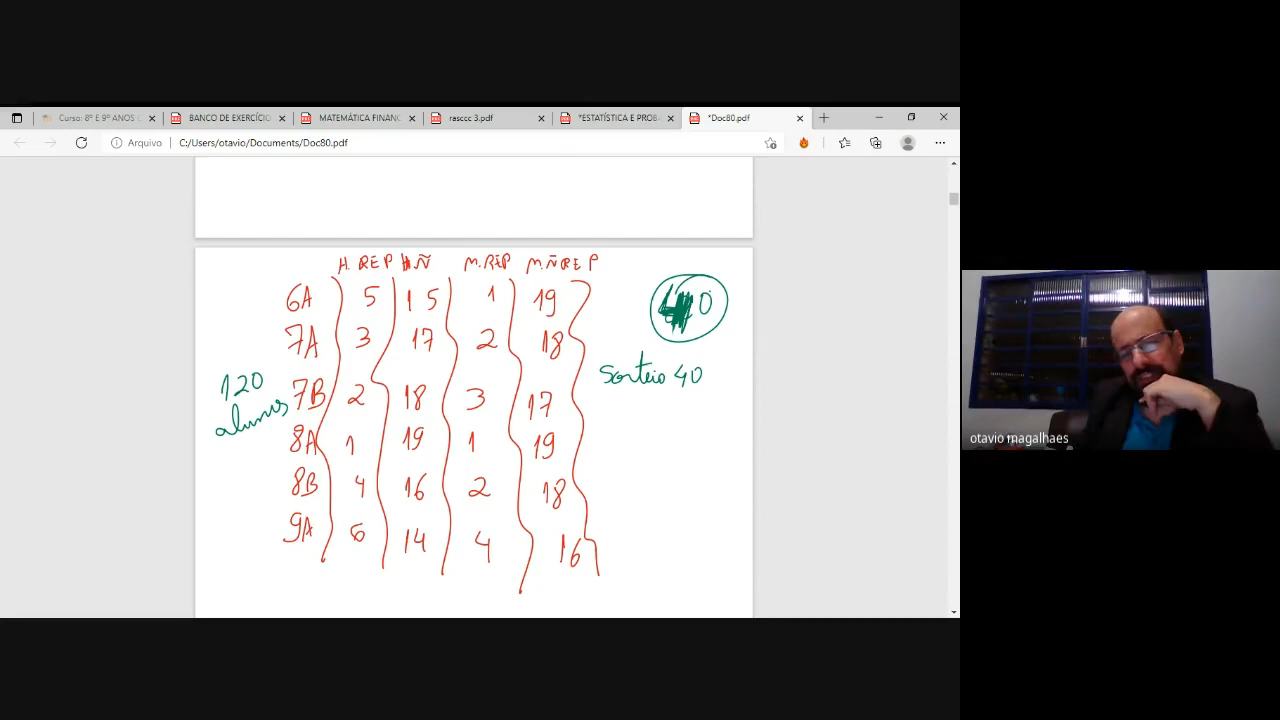 Curso: 8º E 9º ANOS
BANCO DE EXERCÍCIO
MATEMÁTICA FINANC
rasccc 3.pdf
*ESTATÍSTICA E PROBA
*Doc80.pdf
Arquivo
C:/Users/otavio/Documents/Doc80.pdf
H. REP H.Ñ M.REP M.ÑREP
6A 5 15 1 19
7A 3 17 2 18
7B 2 18 3 17
8A 1 19 1 19
8B 4 16 2 18
9A 6 14 4 16
120
alunos
40
Sorteio 40
otavio magalhaes